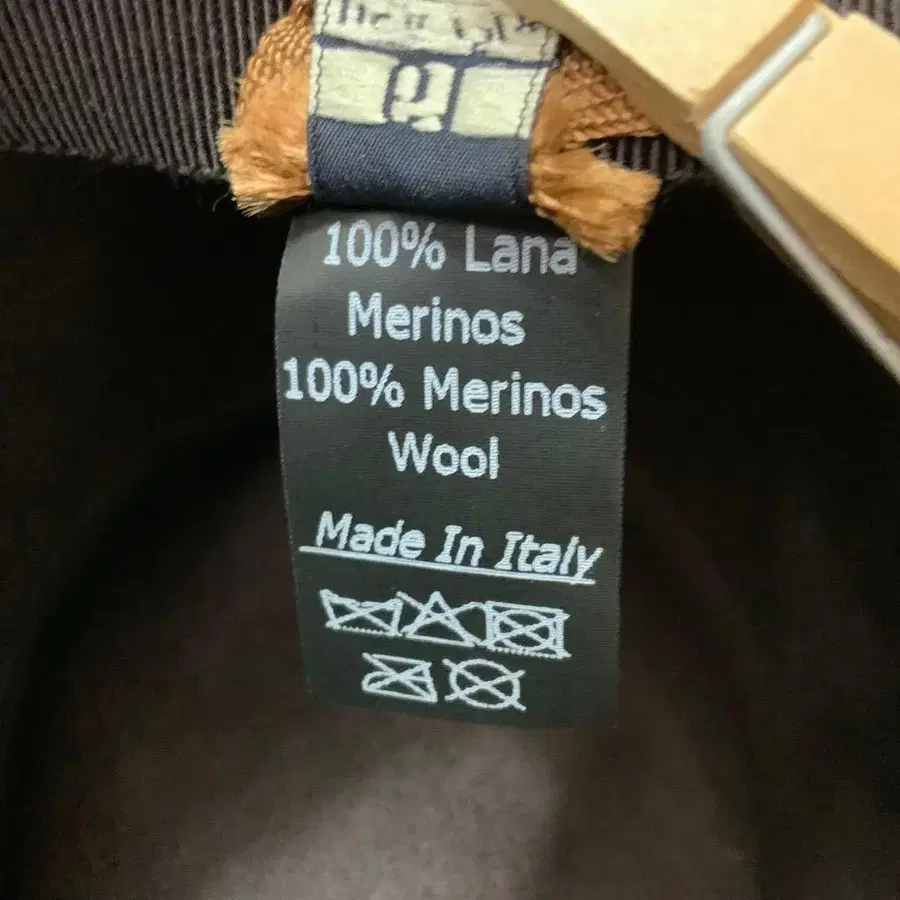 100% Lana
Merinos
100% Merinos
Wool
Made In Italy